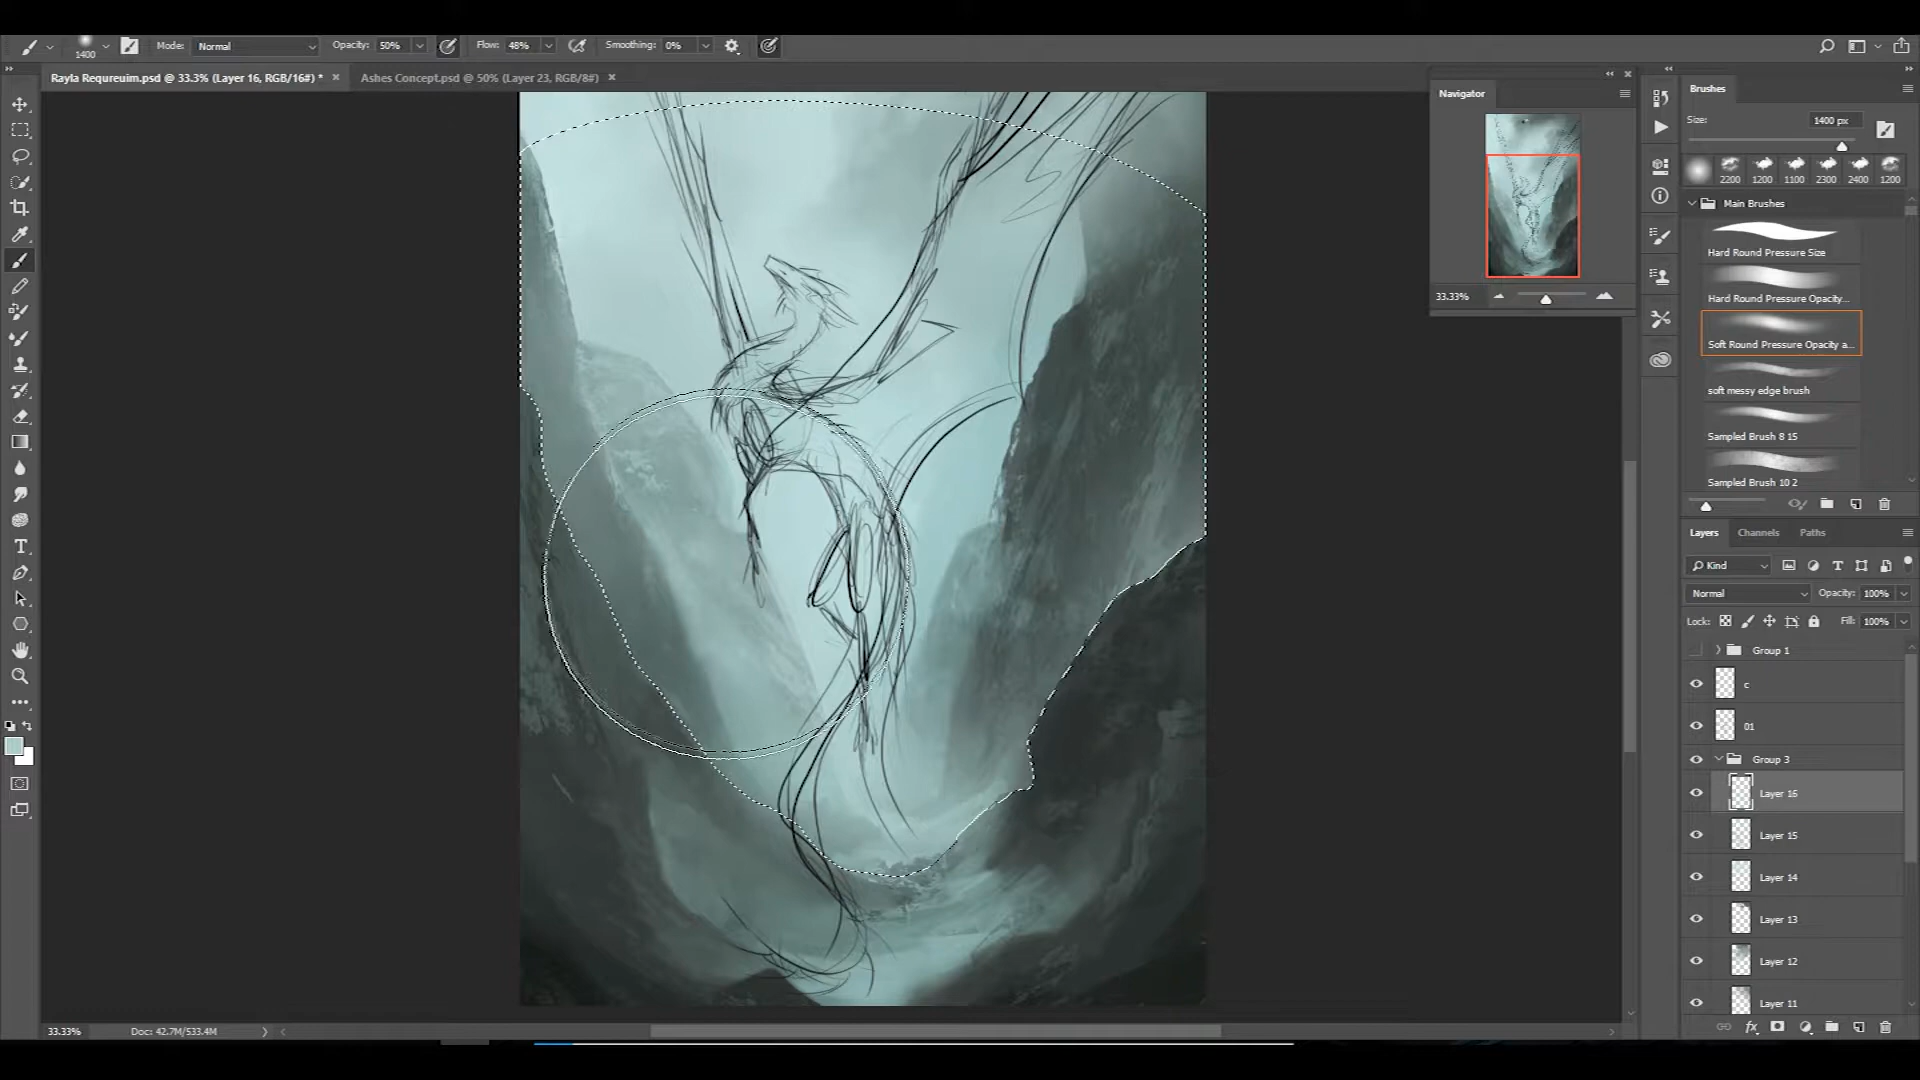 1400 Mode: Normal Opacity: 50% Flow: 48% Smoothing: 0%
Rayla Requreuim.psd @ 33.3% (Layer 16, RGB/16#) * Ashes Concept.psd @ 50% (Layer 23, RGB/8#)
Navigator
33.33%
Brushes
Size: 1400 px
2200 1200 1100 2300 2400 1200
Main Brushes
Hard Round Pressure Size
Hard Round Pressure Opacity...
Soft Round Pressure Opacity a...
soft messy edge brush
Sampled Brush 8 15
Sampled Brush 10 2
Layers Channels Paths
Kind
Normal Opacity: 100%
Lock: Fill: 100%
Group 1
c
01
Group 3
Layer 16
Layer 15
Layer 14
Layer 13
Layer 12
Layer 11
33.33% Doc: 42.7M/533.4M